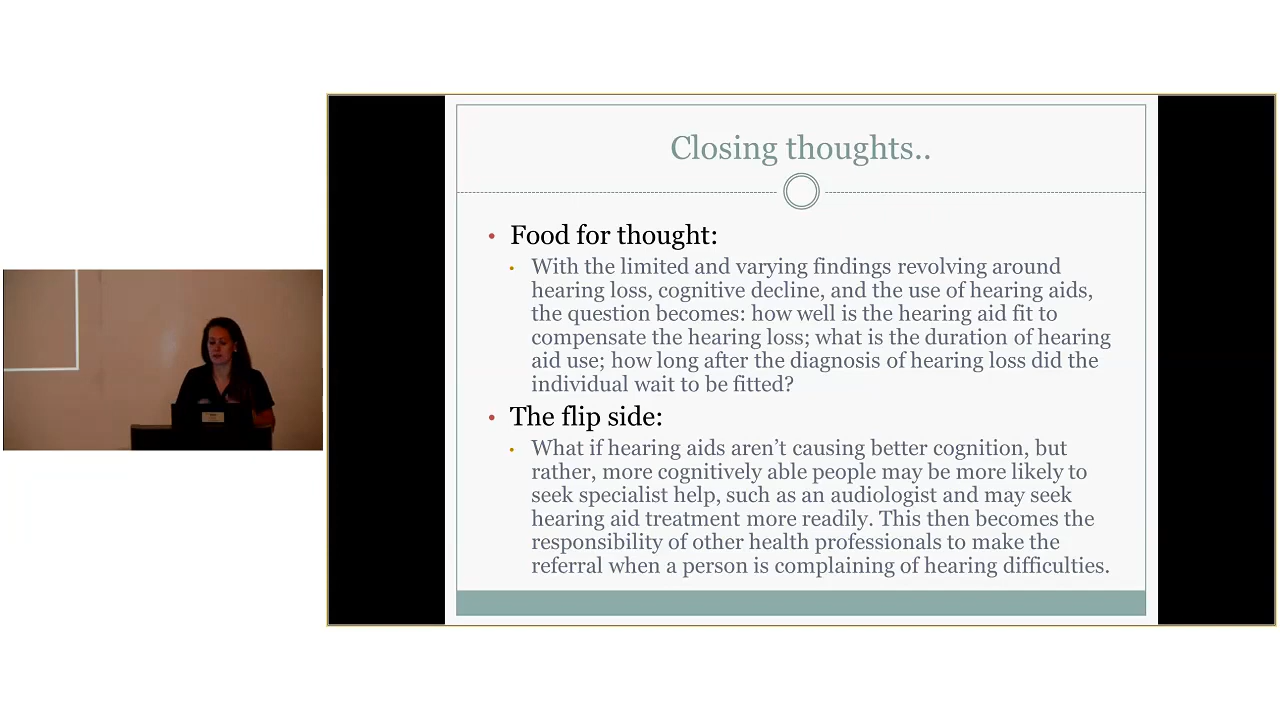 Closing thoughts..
• Food for thought:
• With the limited and varying findings revolving around
hearing loss, cognitive decline, and the use of hearing aids,
the question becomes: how well is the hearing aid fit to
compensate the hearing loss; what is the duration of hearing
aid use; how long after the diagnosis of hearing loss did the
individual wait to be fitted?
• The flip side:
• What if hearing aids aren’t causing better cognition, but
rather, more cognitively able people may be more likely to
seek specialist help, such as an audiologist and may seek
hearing aid treatment more readily. This then becomes the
responsibility of other health professionals to make the
referral when a person is complaining of hearing difficulties.